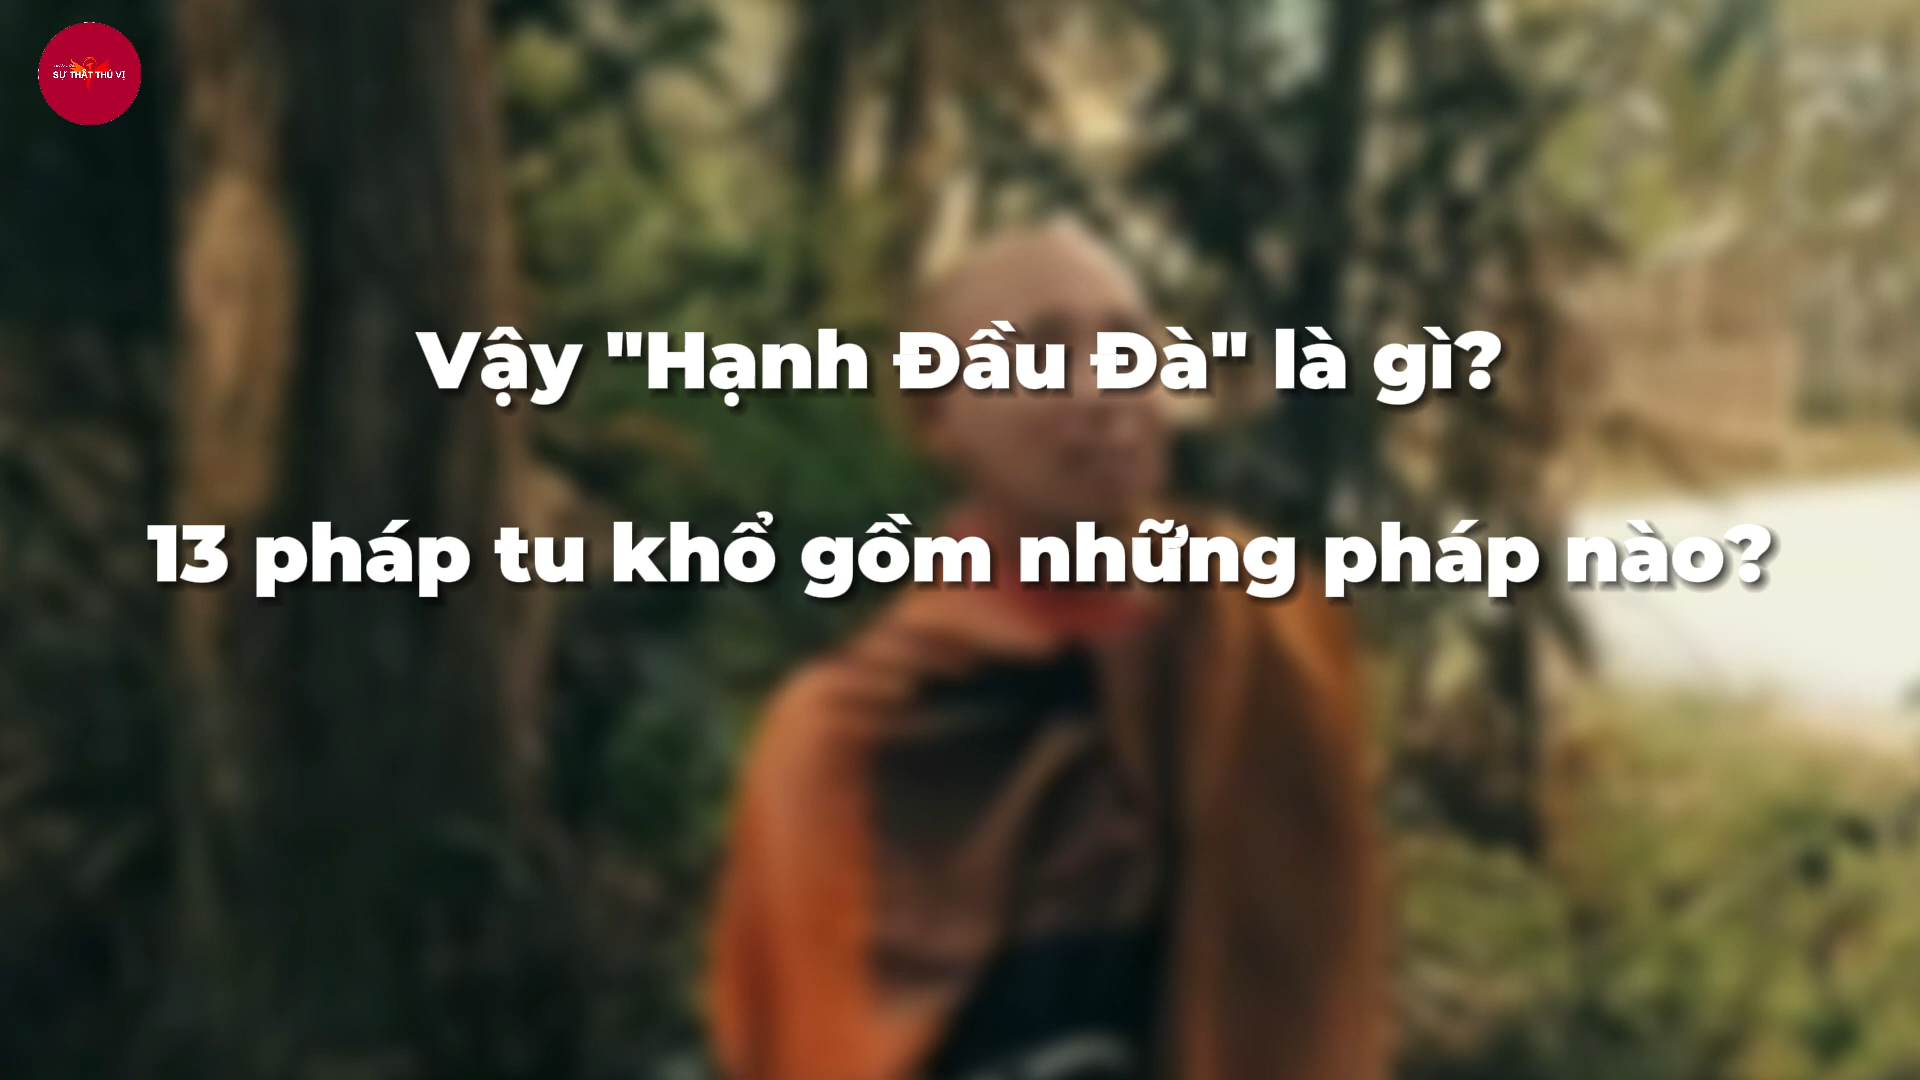 SỰ THẬT THÚ VỊ
Vậy "Hạnh Đầu Đà" là gì?
13 pháp tu khổ gồm những pháp nào?